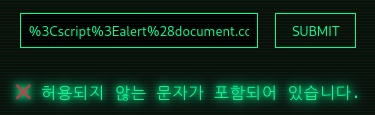 %3Cscript%3Ealert%28document.cc SUBMIT
❌ 허용되지 않는 문자가 포함되어 있습니다.